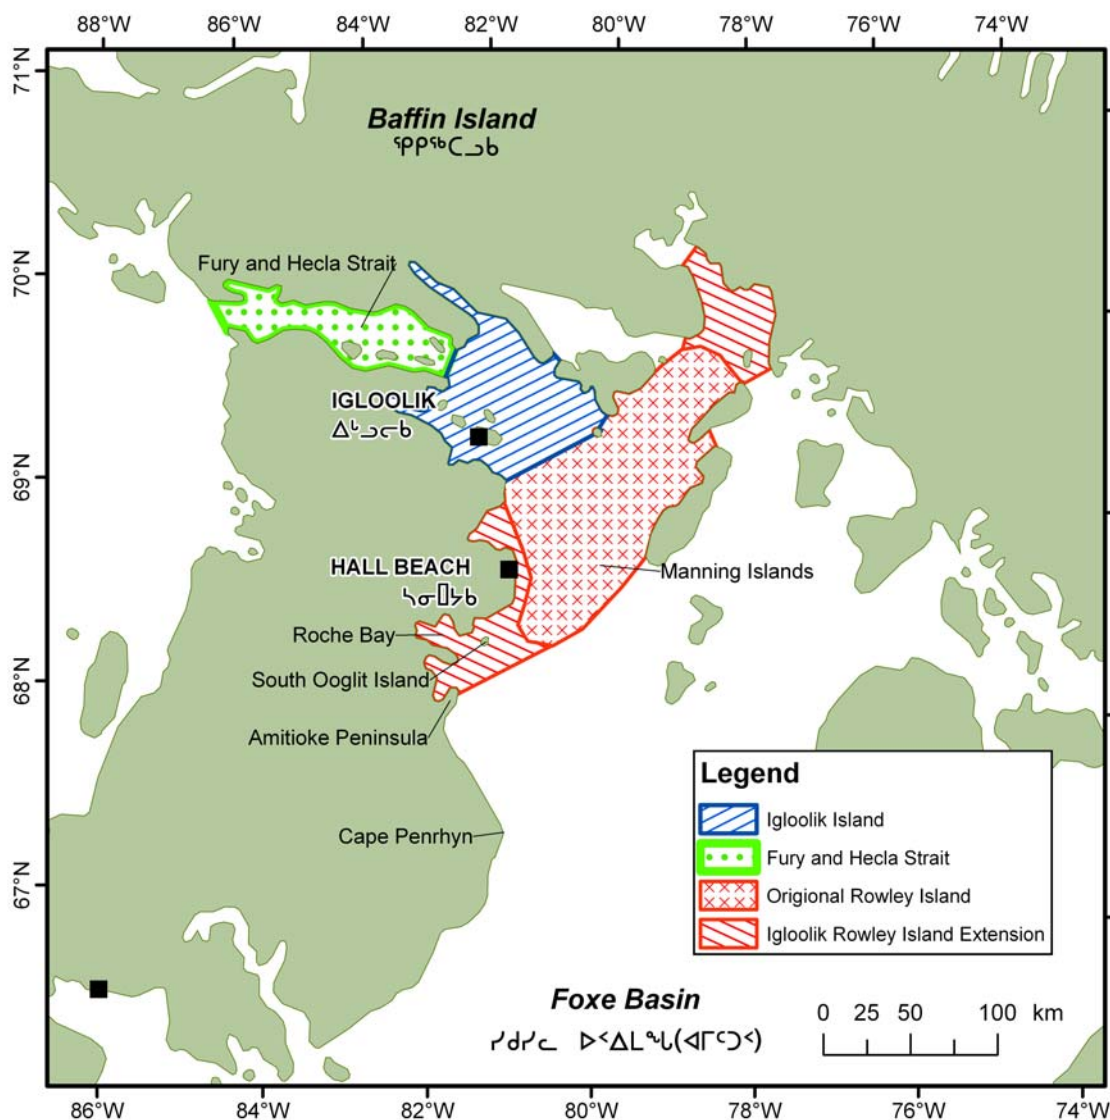 88°W 86°W 84°W 82°W 80°W 78°W 76°W 74°W
71°N
70°N
69°N
68°N
67°N
Baffin Island
ᕿᑭᖅᑕᓗᒃ
Fury and Hecla Strait
IGLOOLIK
ᐃᒡᓗᓕᒃ
HALL BEACH
Manning Islands
Roche Bay
South Ooglit Island
Amitioke Peninsula
Cape Penrhyn
Legend
Igloolik Island
Fury and Hecla Strait
Origional Rowley Island
Igloolik Rowley Island Extension
Foxe Basin
0 25 50 100 km
86°W 84°W 82°W 80°W 78°W 76°W 74°W